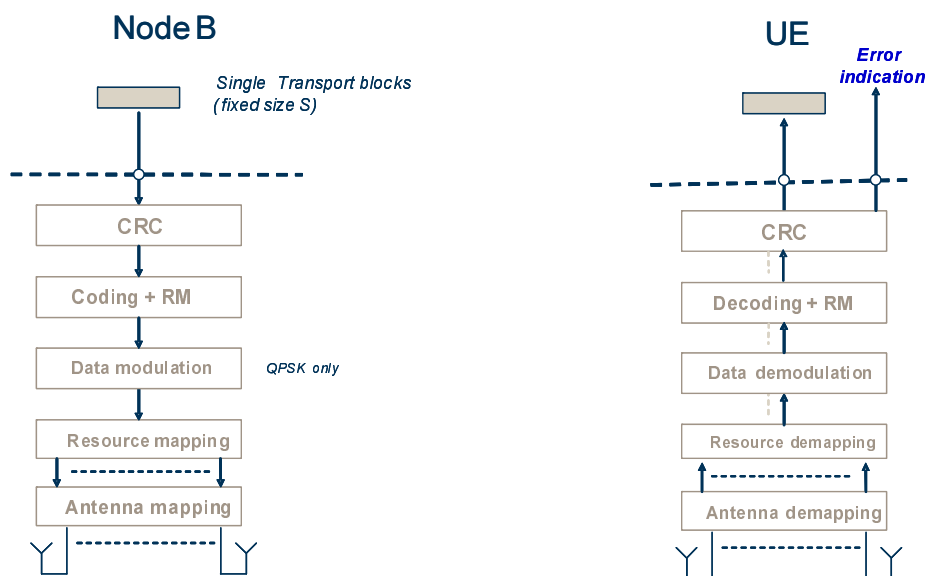 Node B
Single Transport blocks
(fixed size S)
CRC
Coding + RM
Data modulation
QPSK only
Resource mapping
Antenna mapping
UE
Error
indication
CRC
Decoding + RM
Data demodulation
Resource demapping
Antenna demapping